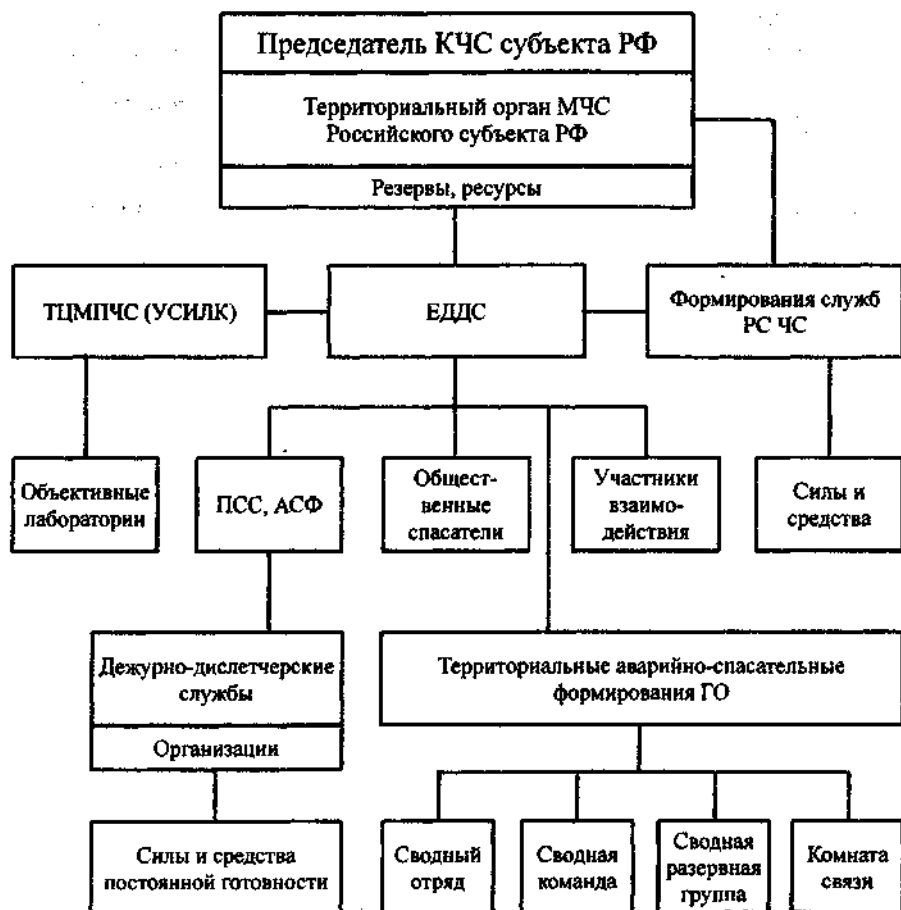 Председатель КЧС субъекта РФ
Территориальный орган МЧС
Российского субъекта РФ
Резервы, ресурсы
ТЦМПЧС (УСИЛК)
ЕДДС
Формирования служб
РС ЧС
Объективные
лаборатории
ПСС, АСФ
Общест-
венные
спасатели
Участники
взаимо-
действия
Силы и
средства
Дежурно-дислетчерские
службы
Организации
Территориальные аварийно-спасательные
формирования ГО
Силы и средства
постоянной готовности
Сводный
отряд
Сводная
команда
Сводная
разервная
группа
Комната
связи